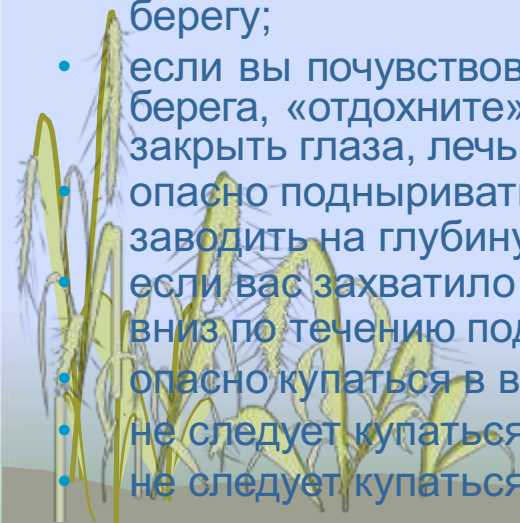 берегу;
• если вы почувствов
берега, «отдохните»
закрыть глаза, лечь
• опасно подныриват
заводить на глубину
• если вас захватило
вниз по течению под
• опасно купаться в в
• не следует купаться
• не следует купаться